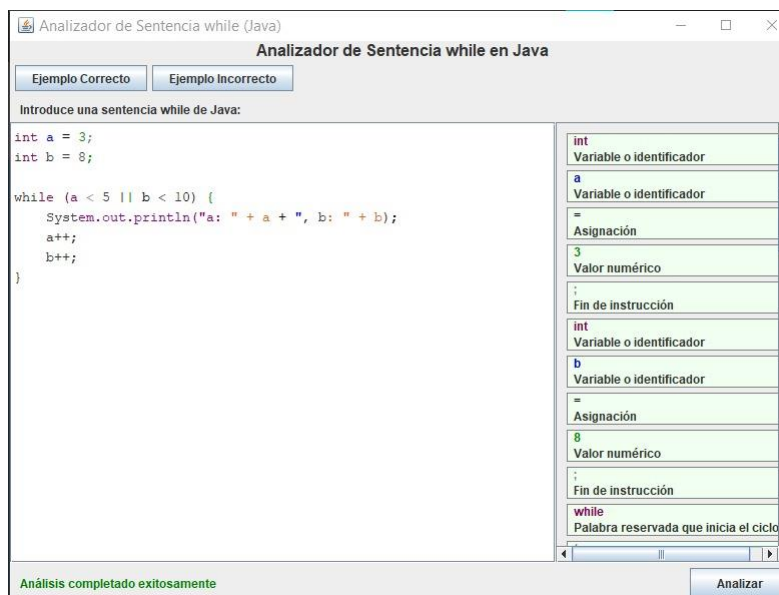 Analizador de Sentencia while (Java)
Analizador de Sentencia while en Java
Ejemplo Correcto
Ejemplo Incorrecto
Introduce una sentencia while de Java:
int a = 3;
int b = 8;
while (a < 5 || b < 10) {
    System.out.println("a: " + a + ", b: " + b);
    a++;
    b++;
}
int
Variable o identificador
a
Variable o identificador
=
Asignación
3
Valor numérico
;
Fin de instrucción
int
Variable o identificador
b
Variable o identificador
=
Asignación
8
Valor numérico
;
Fin de instrucción
while
Palabra reservada que inicia el ciclo
Análisis completado exitosamente
Analizar